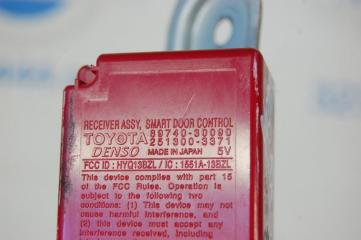 RECEIVER ASSY, SMART DOOR CONTROL
TOYOTA 89740-30090
DENSO 251300-3377
MADE IN JAPAN 5V
FCC ID : HYQ13BZL / IC : 1551A-13BZL
This device complies with part 15
of the FCC Rules. Operation is
subject to the following two
conditions: (1) This device may not
cause harmful interference, and
(2) this device must accept any
interference received, including